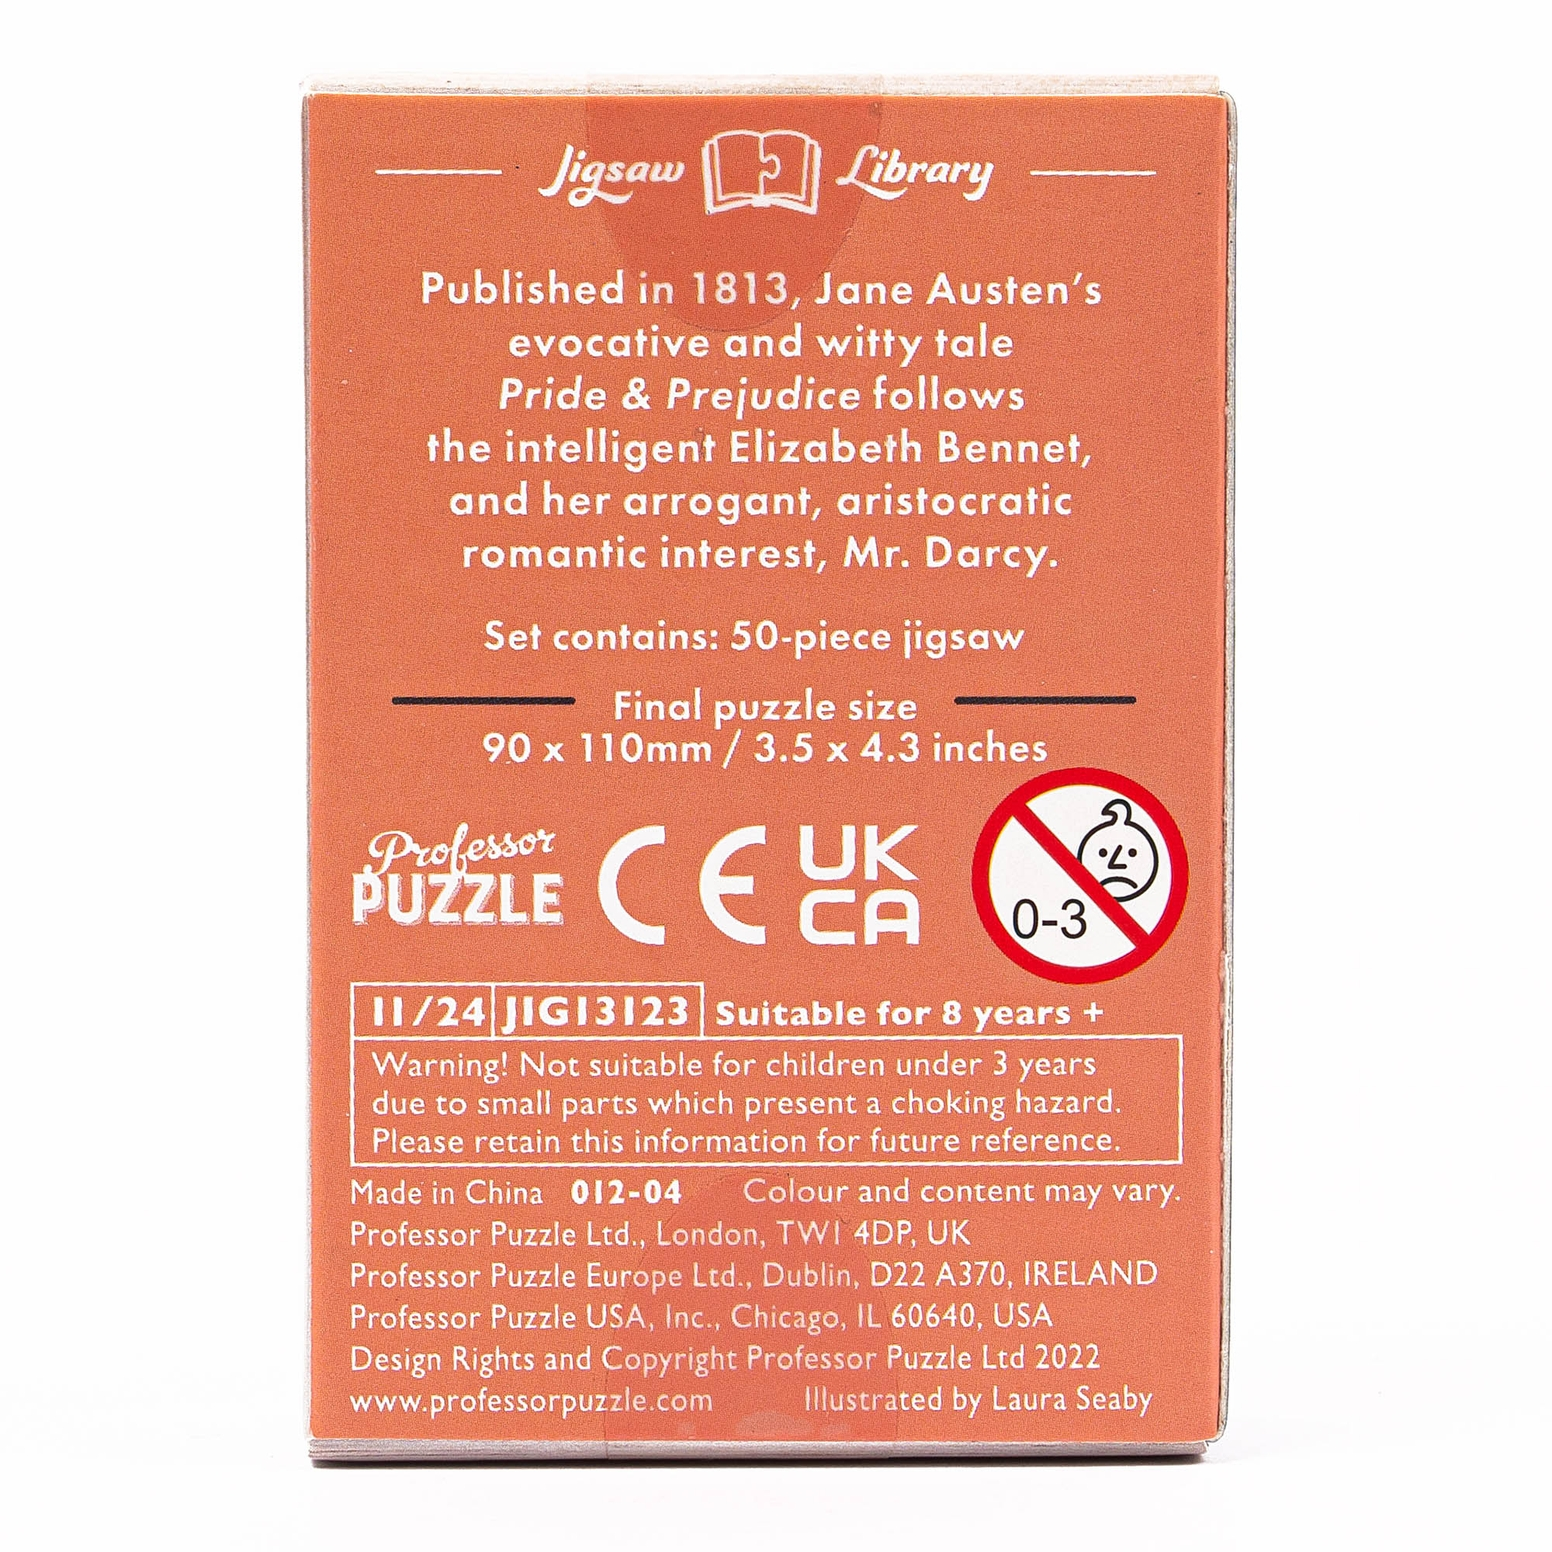 Jigsaw Library
Published in 1813, Jane Austen's
evocative and witty tale
Pride & Prejudice follows
the intelligent Elizabeth Bennet,
and her arrogant, aristocratic
romantic interest, Mr. Darcy.
Set contains: 50-piece jigsaw
Final puzzle size
90 x 110mm / 3.5 x 4.3 inches
Professor
PUZZLE
CE
UK
CA
0-3
11/24 JIG13123 Suitable for 8 years +
Warning! Not suitable for children under 3 years
due to small parts which present a choking hazard.
Please retain this information for future reference.
Made in China 012-04 Colour and content may vary.
Professor Puzzle Ltd., London, TW1 4DP, UK
Professor Puzzle Europe Ltd., Dublin, D22 A370, IRELAND
Professor Puzzle USA, Inc., Chicago, IL 60640, USA
Design Rights and Copyright Professor Puzzle Ltd 2022
www.professorpuzzle.com Illustrated by Laura Seaby